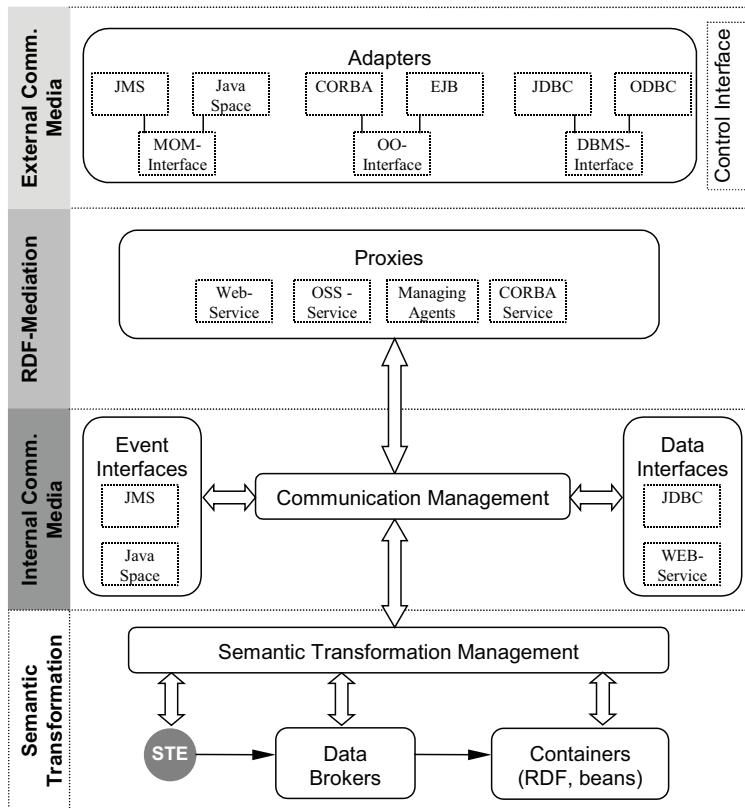 External Comm.
Media
Adapters
JMS
Java
Space
MOM-
Interface
CORBA
EJB
OO-
Interface
JDBC
ODBC
DBMS-
Interface
Control Interface
RDF-Mediation
Proxies
Web-
Service
OSS -
Service
Managing
Agents
CORBA
Service
Internal Comm.
Media
Event
Interfaces
JMS
Java
Space
Communication Management
Data
Interfaces
JDBC
WEB-
Service
Semantic
Transformation
Semantic Transformation Management
STE
Data
Brokers
Containers
(RDF, beans)